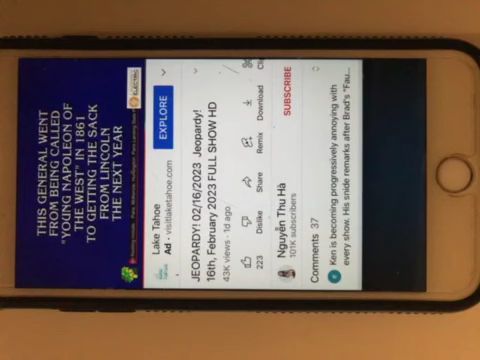 THIS GENERAL WENT
FROM BEING CALLED
"YOUNG NAPOLEON OF
THE WEST" IN 1861
TO GETTING THE SACK
FROM LINCOLN
THE NEXT YEAR
Lake Tahoe
Ad · visitlaketahoe.com
EXPLORE
JEOPARDY! 02/16/2023 Jeopardy!
16th, February 2023 FULL SHOW HD
43K views · 1d ago
223
Dislike
Share
Remix
Download
Cli
Nguyễn Thu Hà
101K subscribers
SUBSCRIBE
Comments 37
Ken is becoming progressively annoying with
every show. His snide remarks after Brad's "Fau...